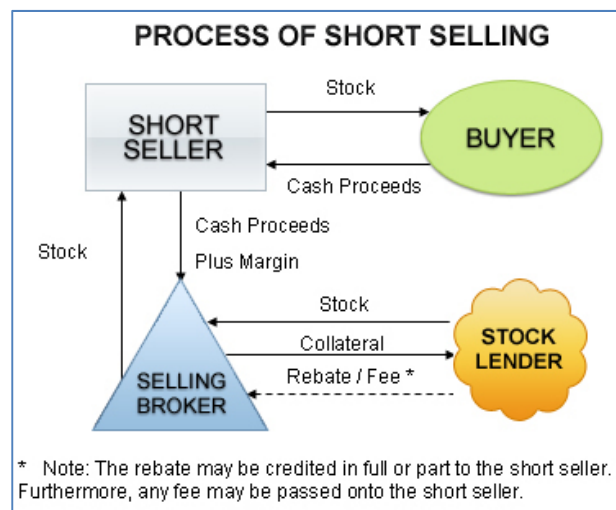 PROCESS OF SHORT SELLING
Stock
SHORT
SELLER
BUYER
Cash Proceeds
Stock
Cash Proceeds
Plus Margin
Stock
Collateral
STOCK
LENDER
SELLING
BROKER
Rebate / Fee *
* Note: The rebate may be credited in full or part to the short seller.
Furthermore, any fee may be passed onto the short seller.